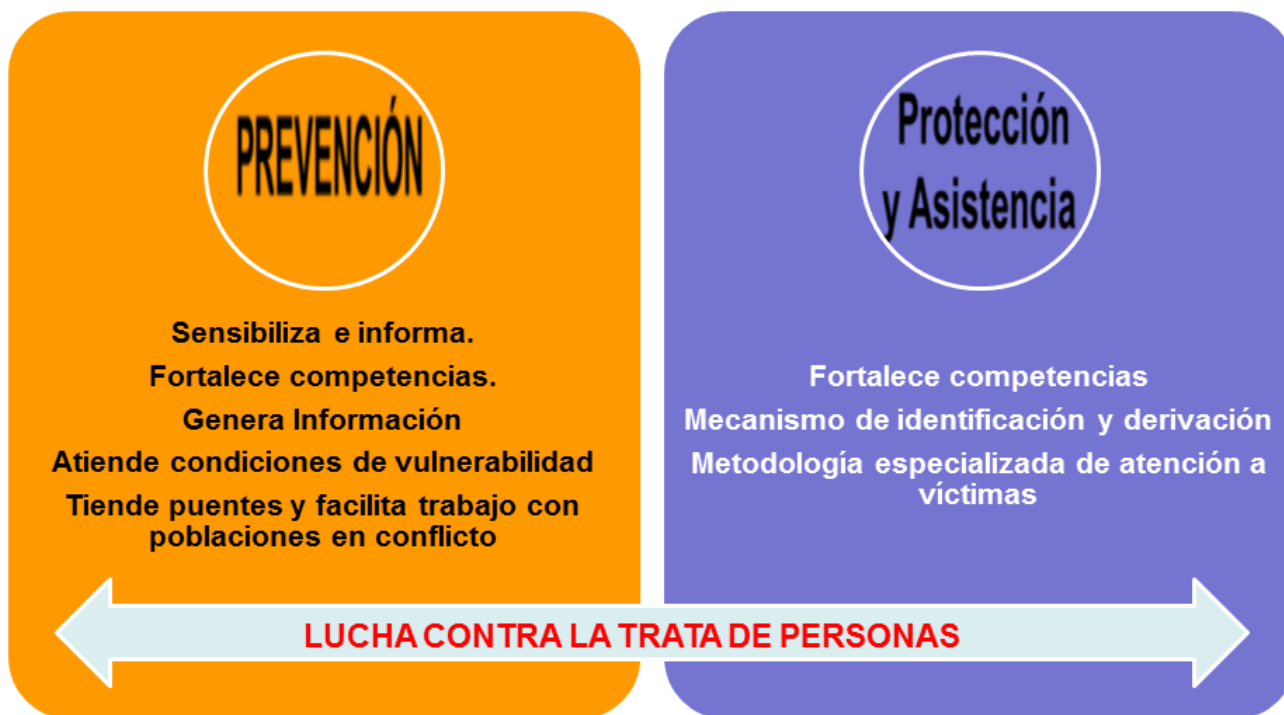 PREVENCIÓN
Sensibiliza e informa.
Fortalece competencias.
Genera Información
Atiende condiciones de vulnerabilidad
Tiende puentes y facilita trabajo con
poblaciones en conflicto
Protección
y Asistencia
Fortalece competencias
Mecanismo de identificación y derivación
Metodología especializada de atención a
víctimas
LUCHA CONTRA LA TRATA DE PERSONAS